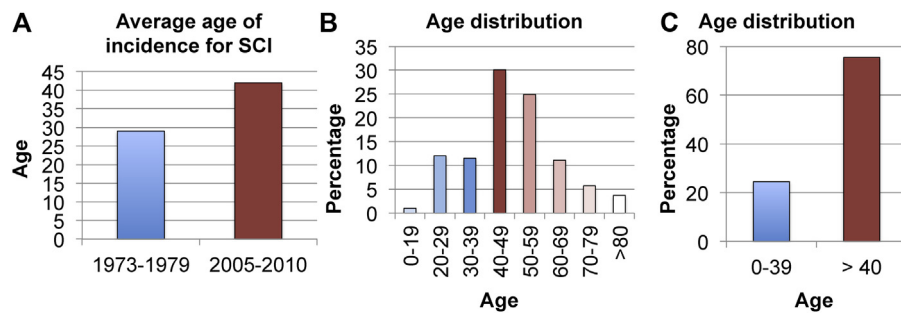 A
Average age of
incidence for SCI
Age
45
40
35
30
25
20
15
10
5
0
1973-1979 2005-2010
B
Age distribution
Percentage
35
30
25
20
15
10
5
0
0-19
20-29
30-39
40-49
50-59
60-69
70-79
>80
Age
C
Age distribution
Percentage
80
60
40
20
0
0-39 > 40
Age